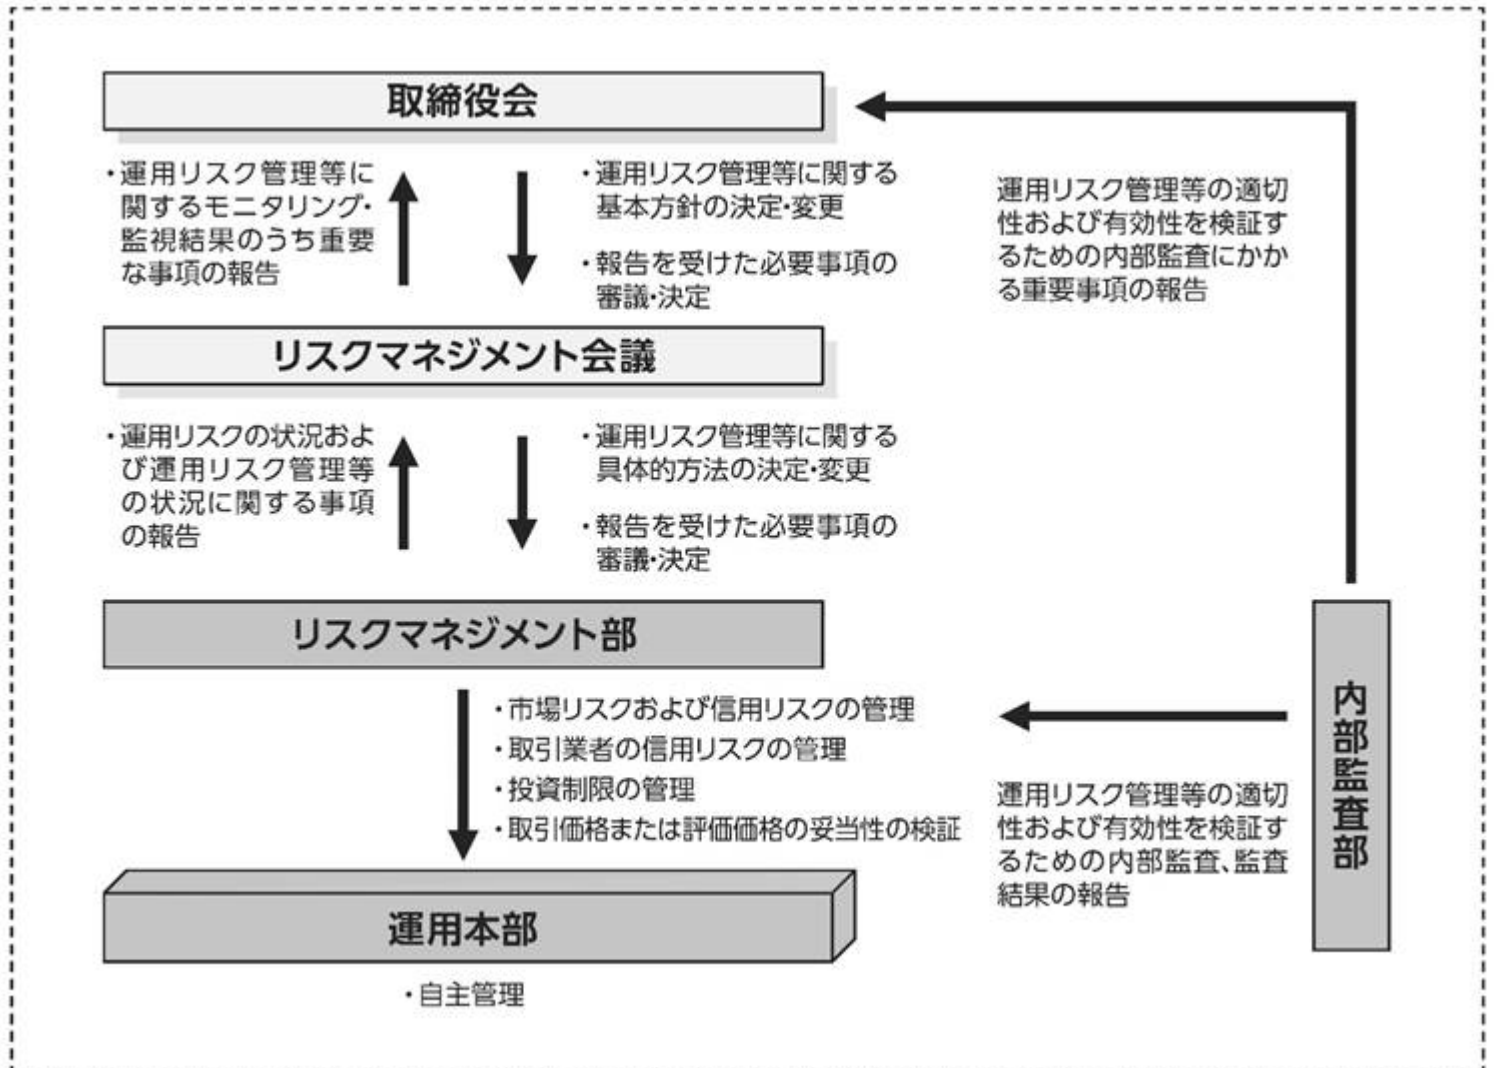 取締役会
・運用リスク管理等に
関するモニタリング・
監視結果のうち重要
な事項の報告
・運用リスク管理等に関する
基本方針の決定・変更
・報告を受けた必要事項の
審議・決定
運用リスク管理等の適切
性および有効性を検証す
るための内部監査にかか
る重要事項の報告
リスクマネジメント会議
・運用リスクの状況およ
び運用リスク管理等
の状況に関する事項
の報告
・運用リスク管理等に関する
具体的方法の決定・変更
・報告を受けた必要事項の
審議・決定
リスクマネジメント部
・市場リスクおよび信用リスクの管理
・取引業者の信用リスクの管理
・投資制限の管理
・取引価格または評価価格の妥当性の検証
運用リスク管理等の適切
性および有効性を検証す
るための内部監査、監査
結果の報告
内部監査部
運用本部
・自主管理